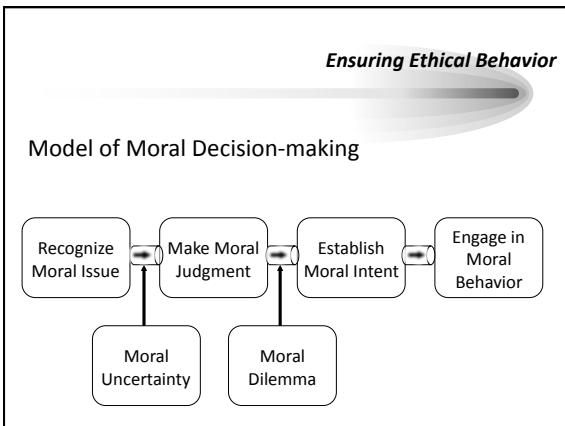 Ensuring Ethical Behavior
Model of Moral Decision-making
Recognize
Moral Issue
Make Moral
Judgment
Establish
Moral Intent
Engage in
Moral
Behavior
Moral
Uncertainty
Moral
Dilemma